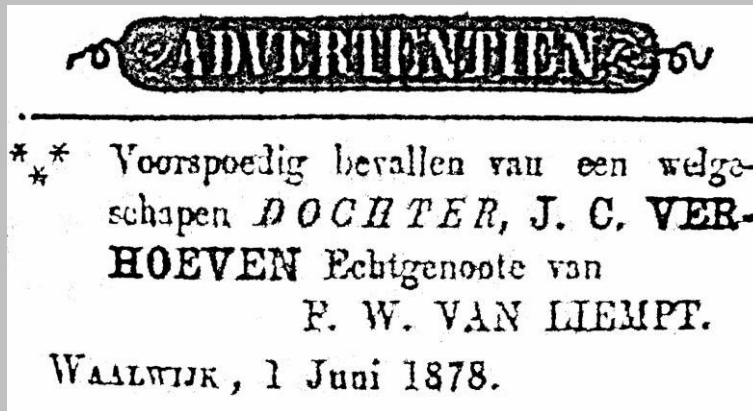 ADVERTENTIEN
*** Voorspoedig bevallen van een welge-
schapen DOCHTER, J. C. VER-
HOEVEN Echtgenoote van
F. W. VAN LIEMPT.
WAALWIJK, 1 Juni 1878.